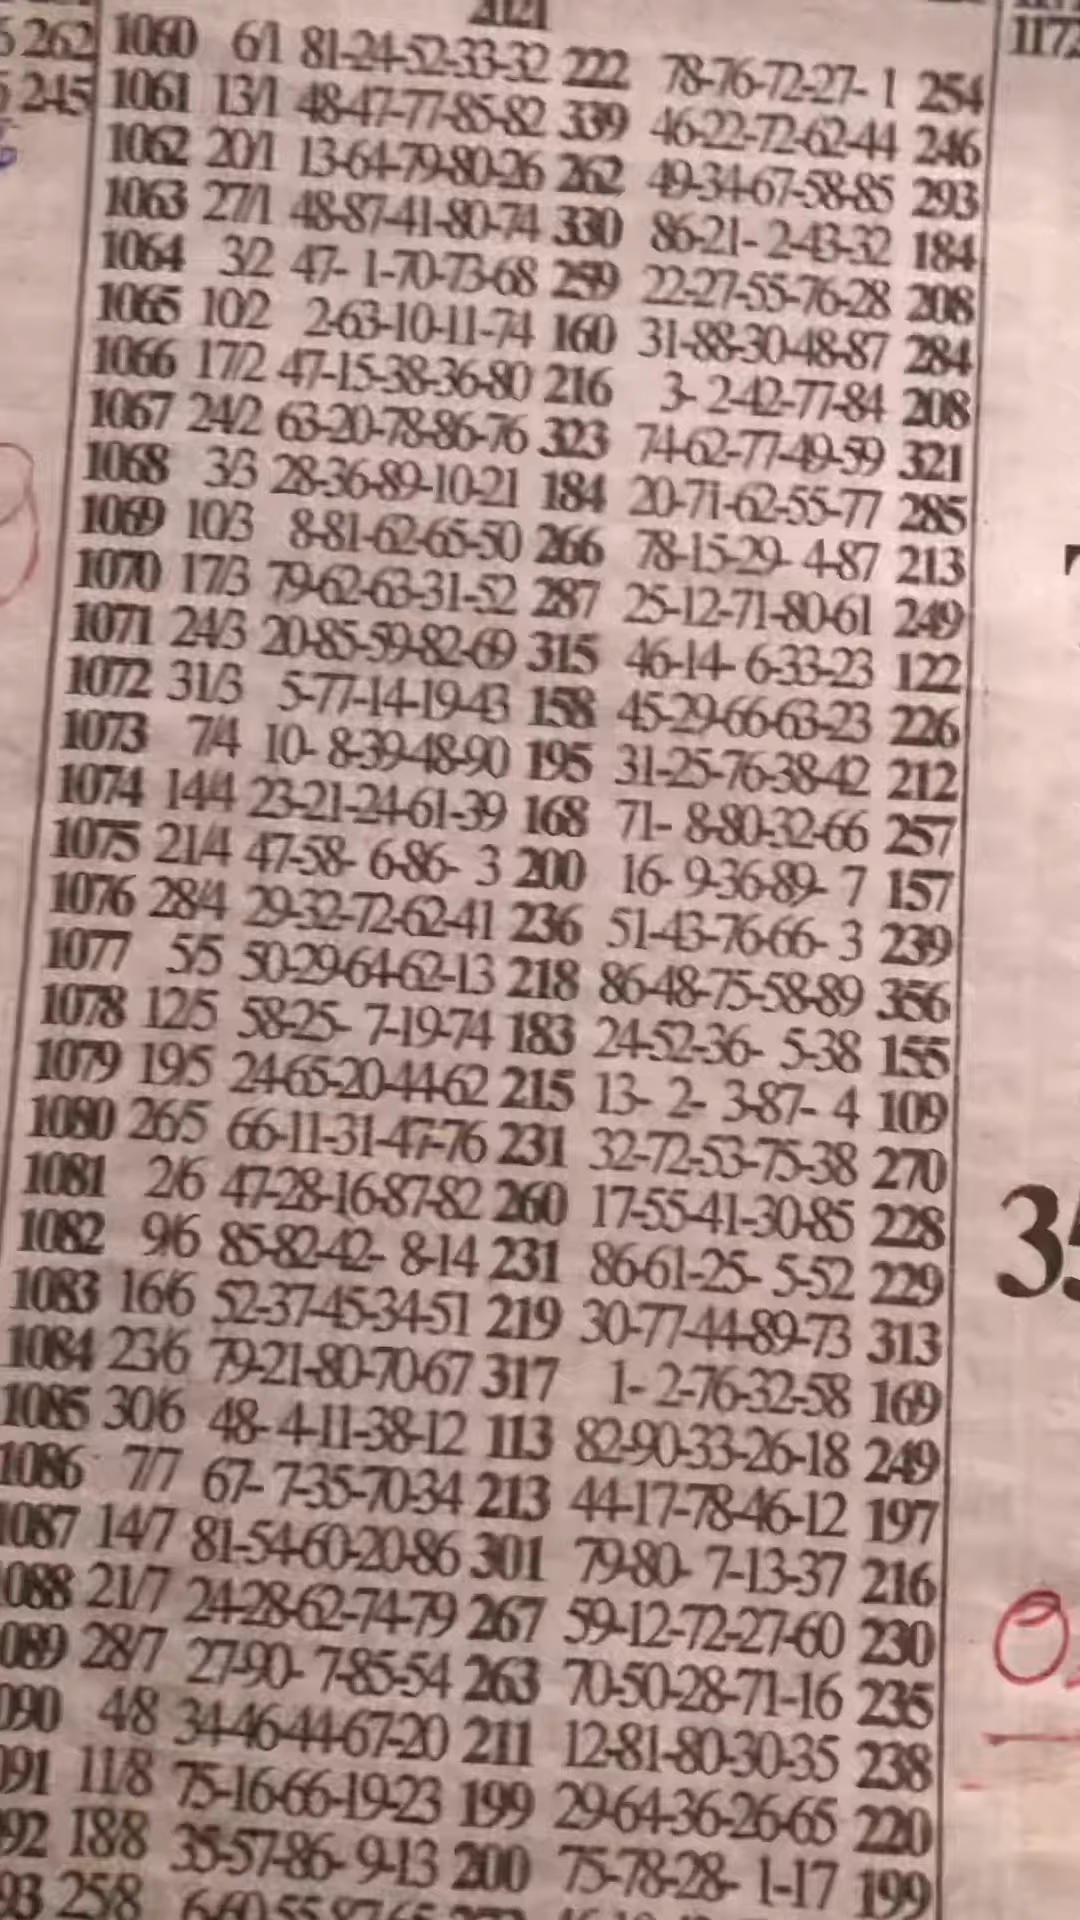 2021
262 1060 6/1 81-24-52-33-32 222 78-76-72-27- 1 254
245 1061 13/1 48-47-77-85-82 339 46-22-72-62-44 246
1062 20/1 13-64-79-80-26 262 49-34-67-58-85 293
1063 27/1 48-87-41-80-74 330 86-21- 2-43-32 184
1064 3/2 47- 1-70-73-68 259 22-27-55-76-28 208
1065 10/2 2-63-10-11-74 160 31-88-30-48-87 284
1066 17/2 47-15-38-36-80 216 3- 2-42-77-84 208
1067 24/2 63-20-78-86-76 323 74-62-77-49-59 321
1068 3/3 28-36-89-10-21 184 20-71-62-55-77 285
1069 10/3 8-81-62-65-50 266 78-15-29- 4-87 213
1070 17/3 79-62-63-31-52 287 25-12-71-80-61 249
1071 24/3 20-85-59-82-69 315 46-14- 6-33-23 122
1072 31/3 5-77-14-19-43 158 45-29-66-63-23 226
1073 7/4 10- 8-39-48-90 195 31-25-76-38-42 212
1074 14/4 23-21-24-61-39 168 71- 8-80-32-66 257
1075 21/4 47-58- 6-86- 3 200 16- 9-36-89- 7 157
1076 28/4 29-32-72-62-41 236 51-43-76-66- 3 239
1077 5/5 50-29-64-62-13 218 86-48-75-58-89 356
1078 12/5 58-25- 7-19-74 183 24-52-36- 5-38 155
1079 19/5 24-65-20-44-62 215 13- 2- 3-87- 4 109
1080 26/5 66-11-31-47-76 231 32-72-53-75-38 270
1081 2/6 47-28-16-87-82 260 17-55-41-30-85 228
1082 9/6 85-82-42- 8-14 231 86-61-25- 5-52 229
1083 16/6 52-37-45-34-51 219 30-77-44-89-73 313
1084 23/6 79-21-80-70-67 317 1- 2-76-32-58 169
1085 30/6 48- 4-11-38-12 113 82-90-33-26-18 249
1086 7/7 67- 7-35-70-34 213 44-17-78-46-12 197
1087 14/7 81-54-60-20-86 301 79-80- 7-13-37 216
1088 21/7 24-28-62-74-79 267 59-12-72-27-60 230
089 28/7 27-90- 7-85-54 263 70-50-28-71-16 235
090 4/8 34-46-44-67-20 211 12-81-80-30-35 238
091 11/8 75-16-66-19-23 199 29-64-36-26-65 220
92 18/8 35-57-86- 9-13 200 75-78-28- 1-17 199
93 25/8